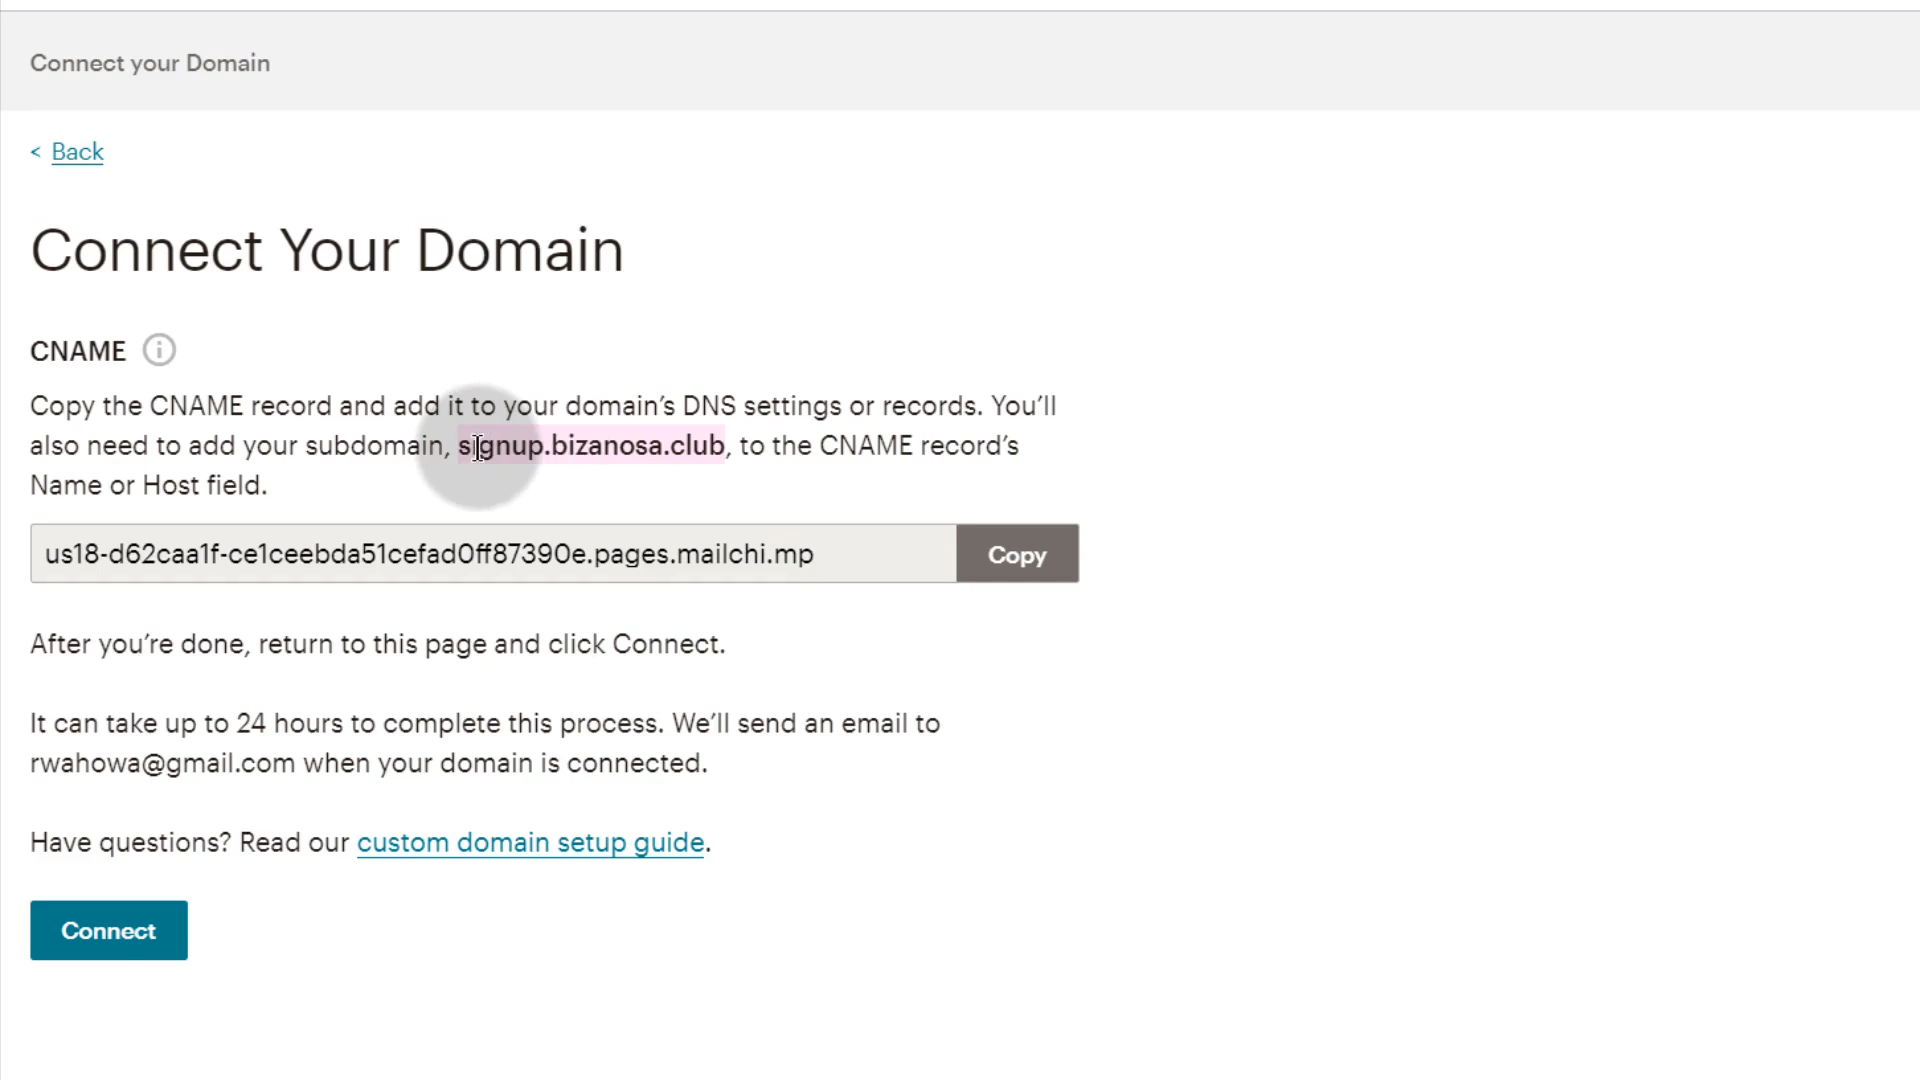 Connect your Domain
< Back
Connect Your Domain
CNAME
Copy the CNAME record and add it to your domain’s DNS settings or records. You’ll
also need to add your subdomain, signup.bizanosa.club, to the CNAME record’s
Name or Host field.
us18-d62caa1f-ce1ceebda51cefad0ff87390e.pages.mailchi.mp
Copy
After you’re done, return to this page and click Connect.
It can take up to 24 hours to complete this process. We’ll send an email to
rwahowa@gmail.com when your domain is connected.
Have questions? Read our custom domain setup guide.
Connect